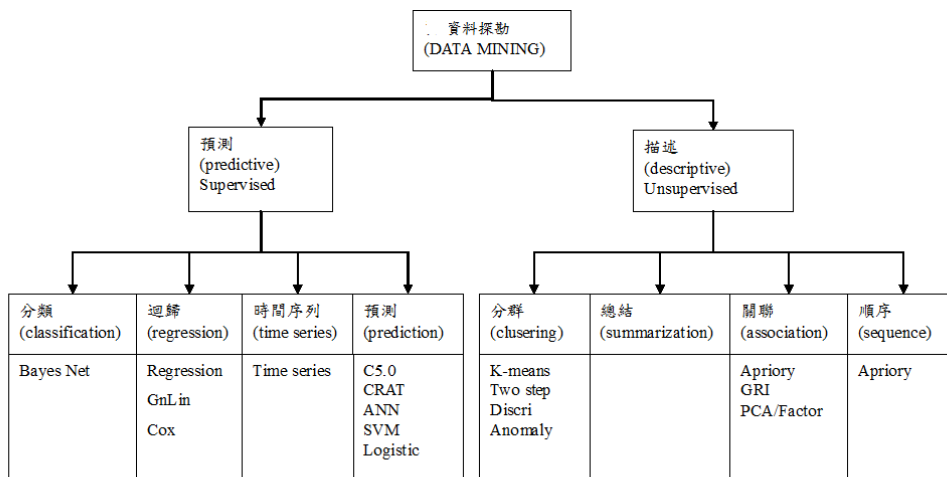 資料探勘
(DATA MINING)
預測
(predictive)
Supervised
描述
(descriptive)
Unsupervised
分類
(classification)
迴歸
(regression)
時間序列
(time series)
預測
(prediction)
分群
(clusering)
總結
(summarization)
關聯
(association)
順序
(sequence)
Bayes Net
Regression
GnLin
Cox
Time series
C5.0
CRAT
ANN
SVM
Logistic
K-means
Two step
Discri
Anomaly
Apriory
GRI
PCA/Factor
Apriory